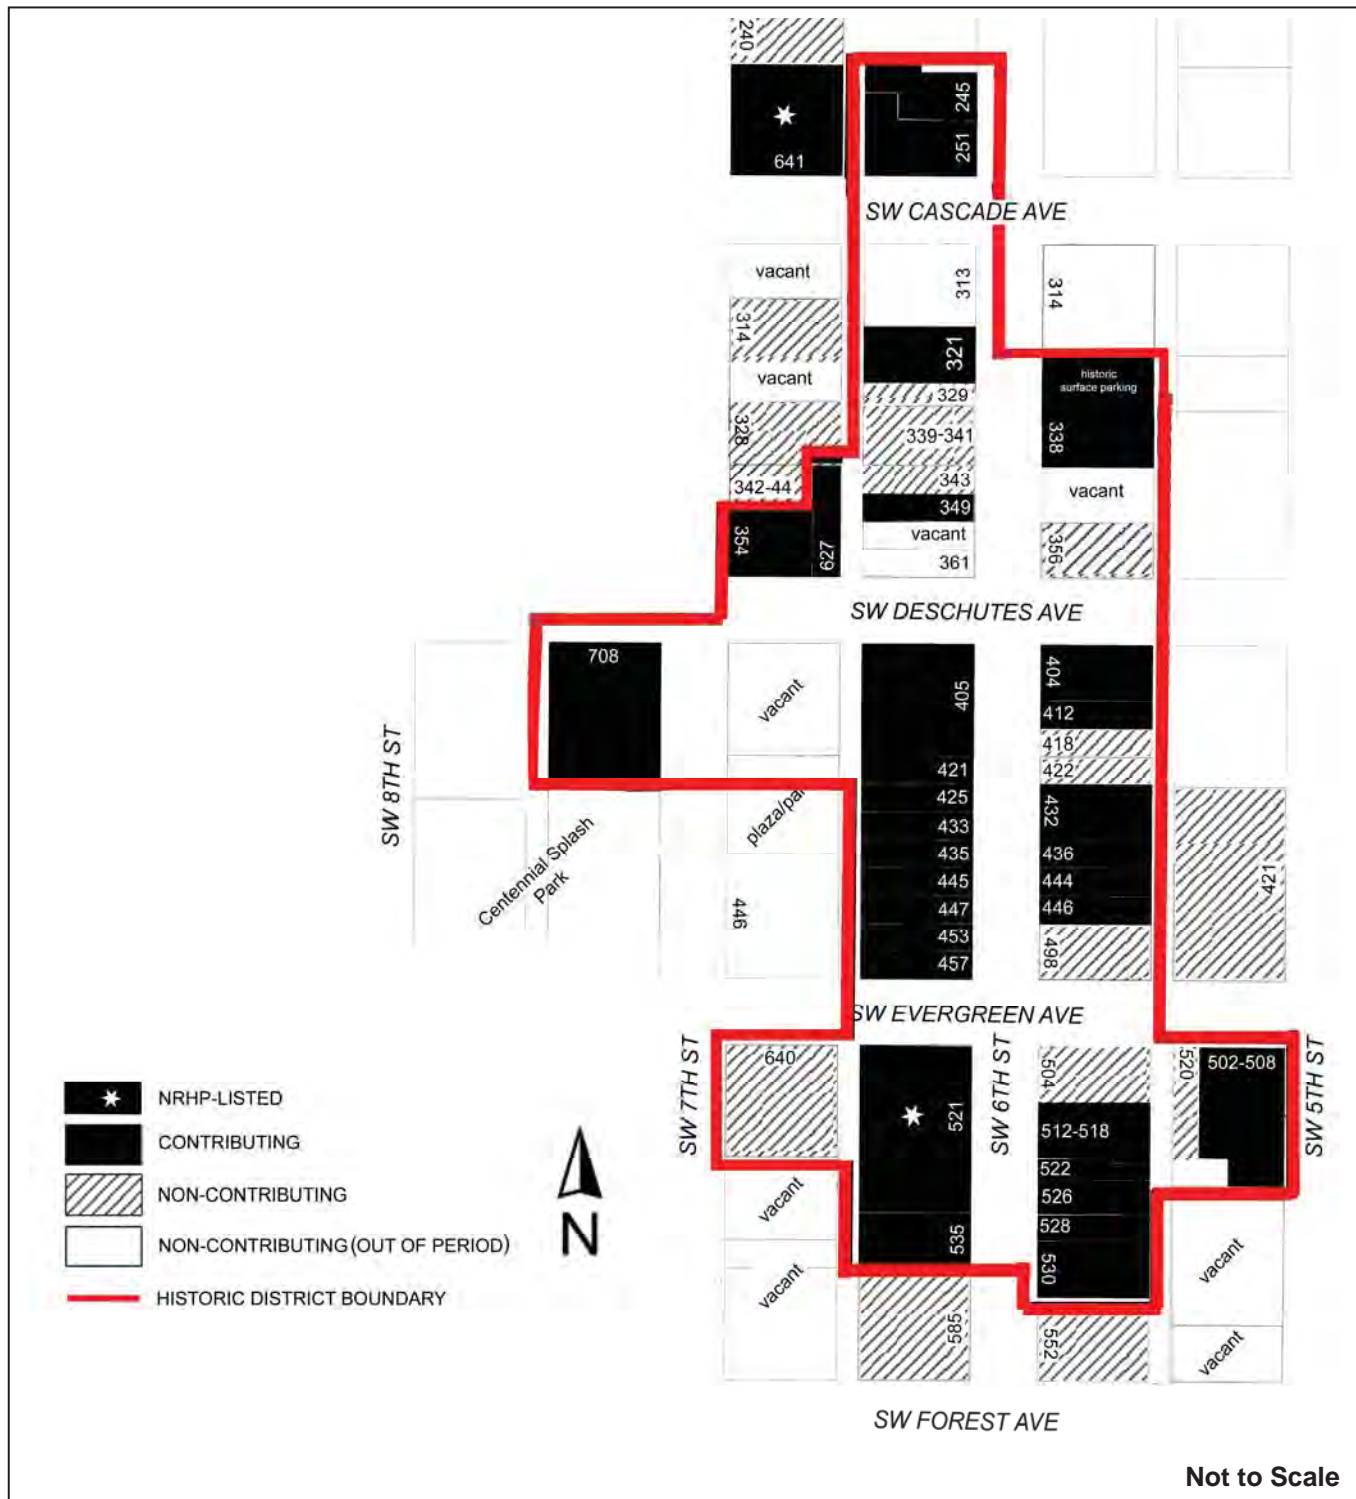 240
641
245
251
SW CASCADE AVE
vacant
314
vacant
328
342-44
354
627
313
321
329
339-341
343
349
vacant
361
314
historic
surface parking
338
vacant
356
SW DESCHUTES AVE
708
vacant
plaza/par
446
Centennial Splash
Park
SW 8TH ST
405
421
425
433
435
445
447
453
457
404
412
418
422
432
436
444
446
498
421
SW EVERGREEN AVE
SW 7TH ST
640
521
535
SW 6TH ST
504
512-518
522
526
528
530
520
502-508
SW 5TH ST
vacant
vacant
585
552
vacant
vacant
SW FOREST AVE
NRHP-LISTED
CONTRIBUTING
NON-CONTRIBUTING
NON-CONTRIBUTING (OUT OF PERIOD)
HISTORIC DISTRICT BOUNDARY
N
Not to Scale